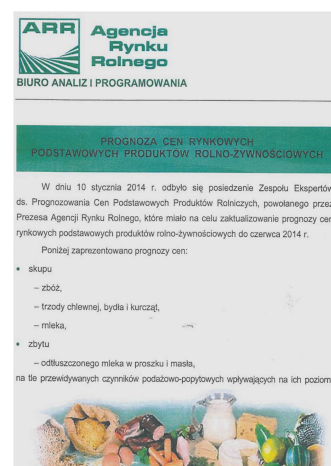 ARR
Agencja
Rynku
Rolnego
BIURO ANALIZ I PROGRAMOWANIA
PROGNOZA CEN RYNKOWYCH
PODSTAWOWYCH PRODUKTÓW ROLNO-ŻYWNOŚCIOWYCH
W dniu 10 stycznia 2014 r. odbyło się posiedzenie Zespołu Ekspertów
ds. Prognozowania Cen Podstawowych Produktów Rolniczych, powołanego przez
Prezesa Agencji Rynku Rolnego, które miało na celu zaktualizowanie prognozy cen
rynkowych podstawowych produktów rolno-żywnościowych do czerwca 2014 r.
Poniżej zaprezentowano prognozy cen:
• skupu
– zbóż,
– trzody chlewnej, bydła i kurcząt,
– mleka,
• zbytu
– odtłuszczonego mleka w proszku i masła,
na tle przewidywanych czynników podażowo-popytowych wpływających na ich poziom